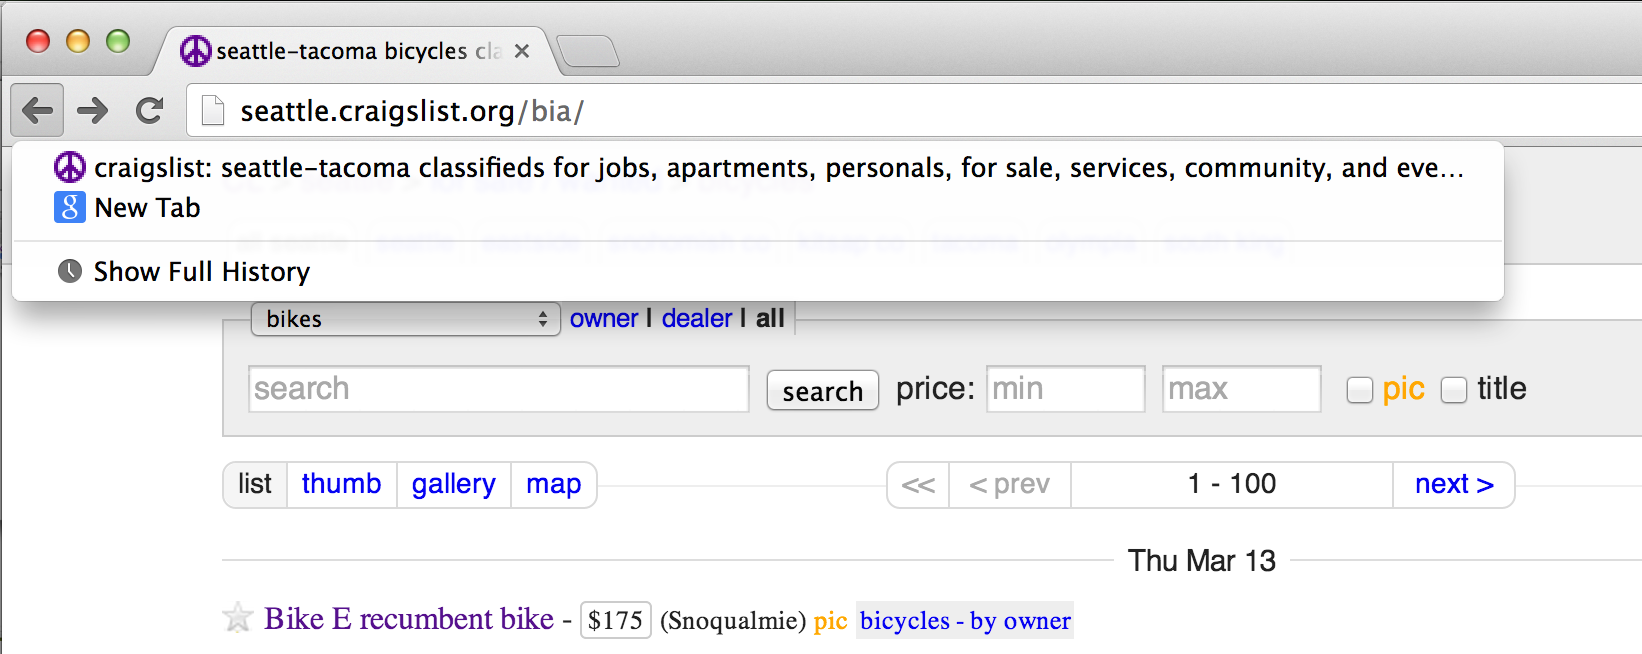 seattle-tacoma bicycles cla
seattle.craigslist.org/bia/
craigslist: seattle-tacoma classifieds for jobs, apartments, personals, for sale, services, community, and eve...
g New Tab
Show Full History
bikes owner | dealer | all
search search price: min max pic title
list thumb gallery map << < prev 1 - 100 next >
Thu Mar 13
Bike E recumbent bike - $175 (Snoqualmie) pic bicycles - by owner